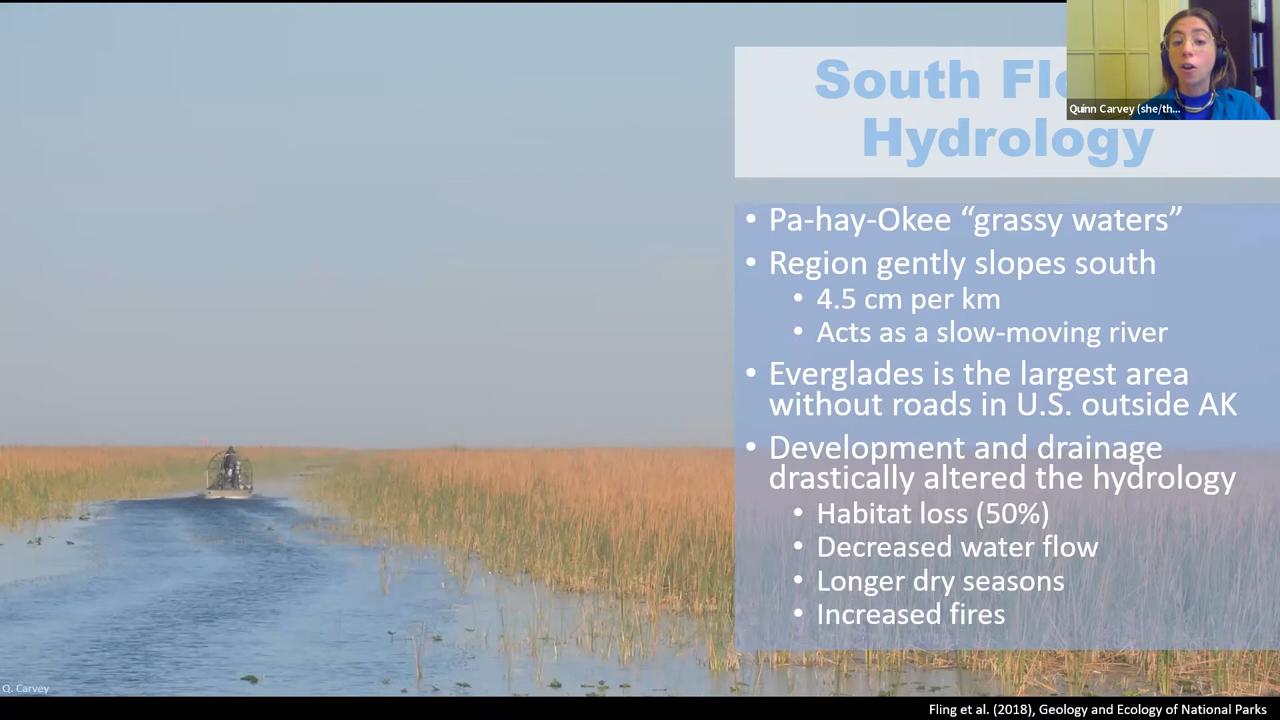 South Flo
Hydrology
Quinn Carvey (she/th...
• Pa-hay-Okee “grassy waters”
• Region gently slopes south
• 4.5 cm per km
• Acts as a slow-moving river
• Everglades is the largest area
without roads in U.S. outside AK
• Development and drainage
drastically altered the hydrology
• Habitat loss (50%)
• Decreased water flow
• Longer dry seasons
• Increased fires
Q. Carvey
Fling et al. (2018), Geology and Ecology of National Parks